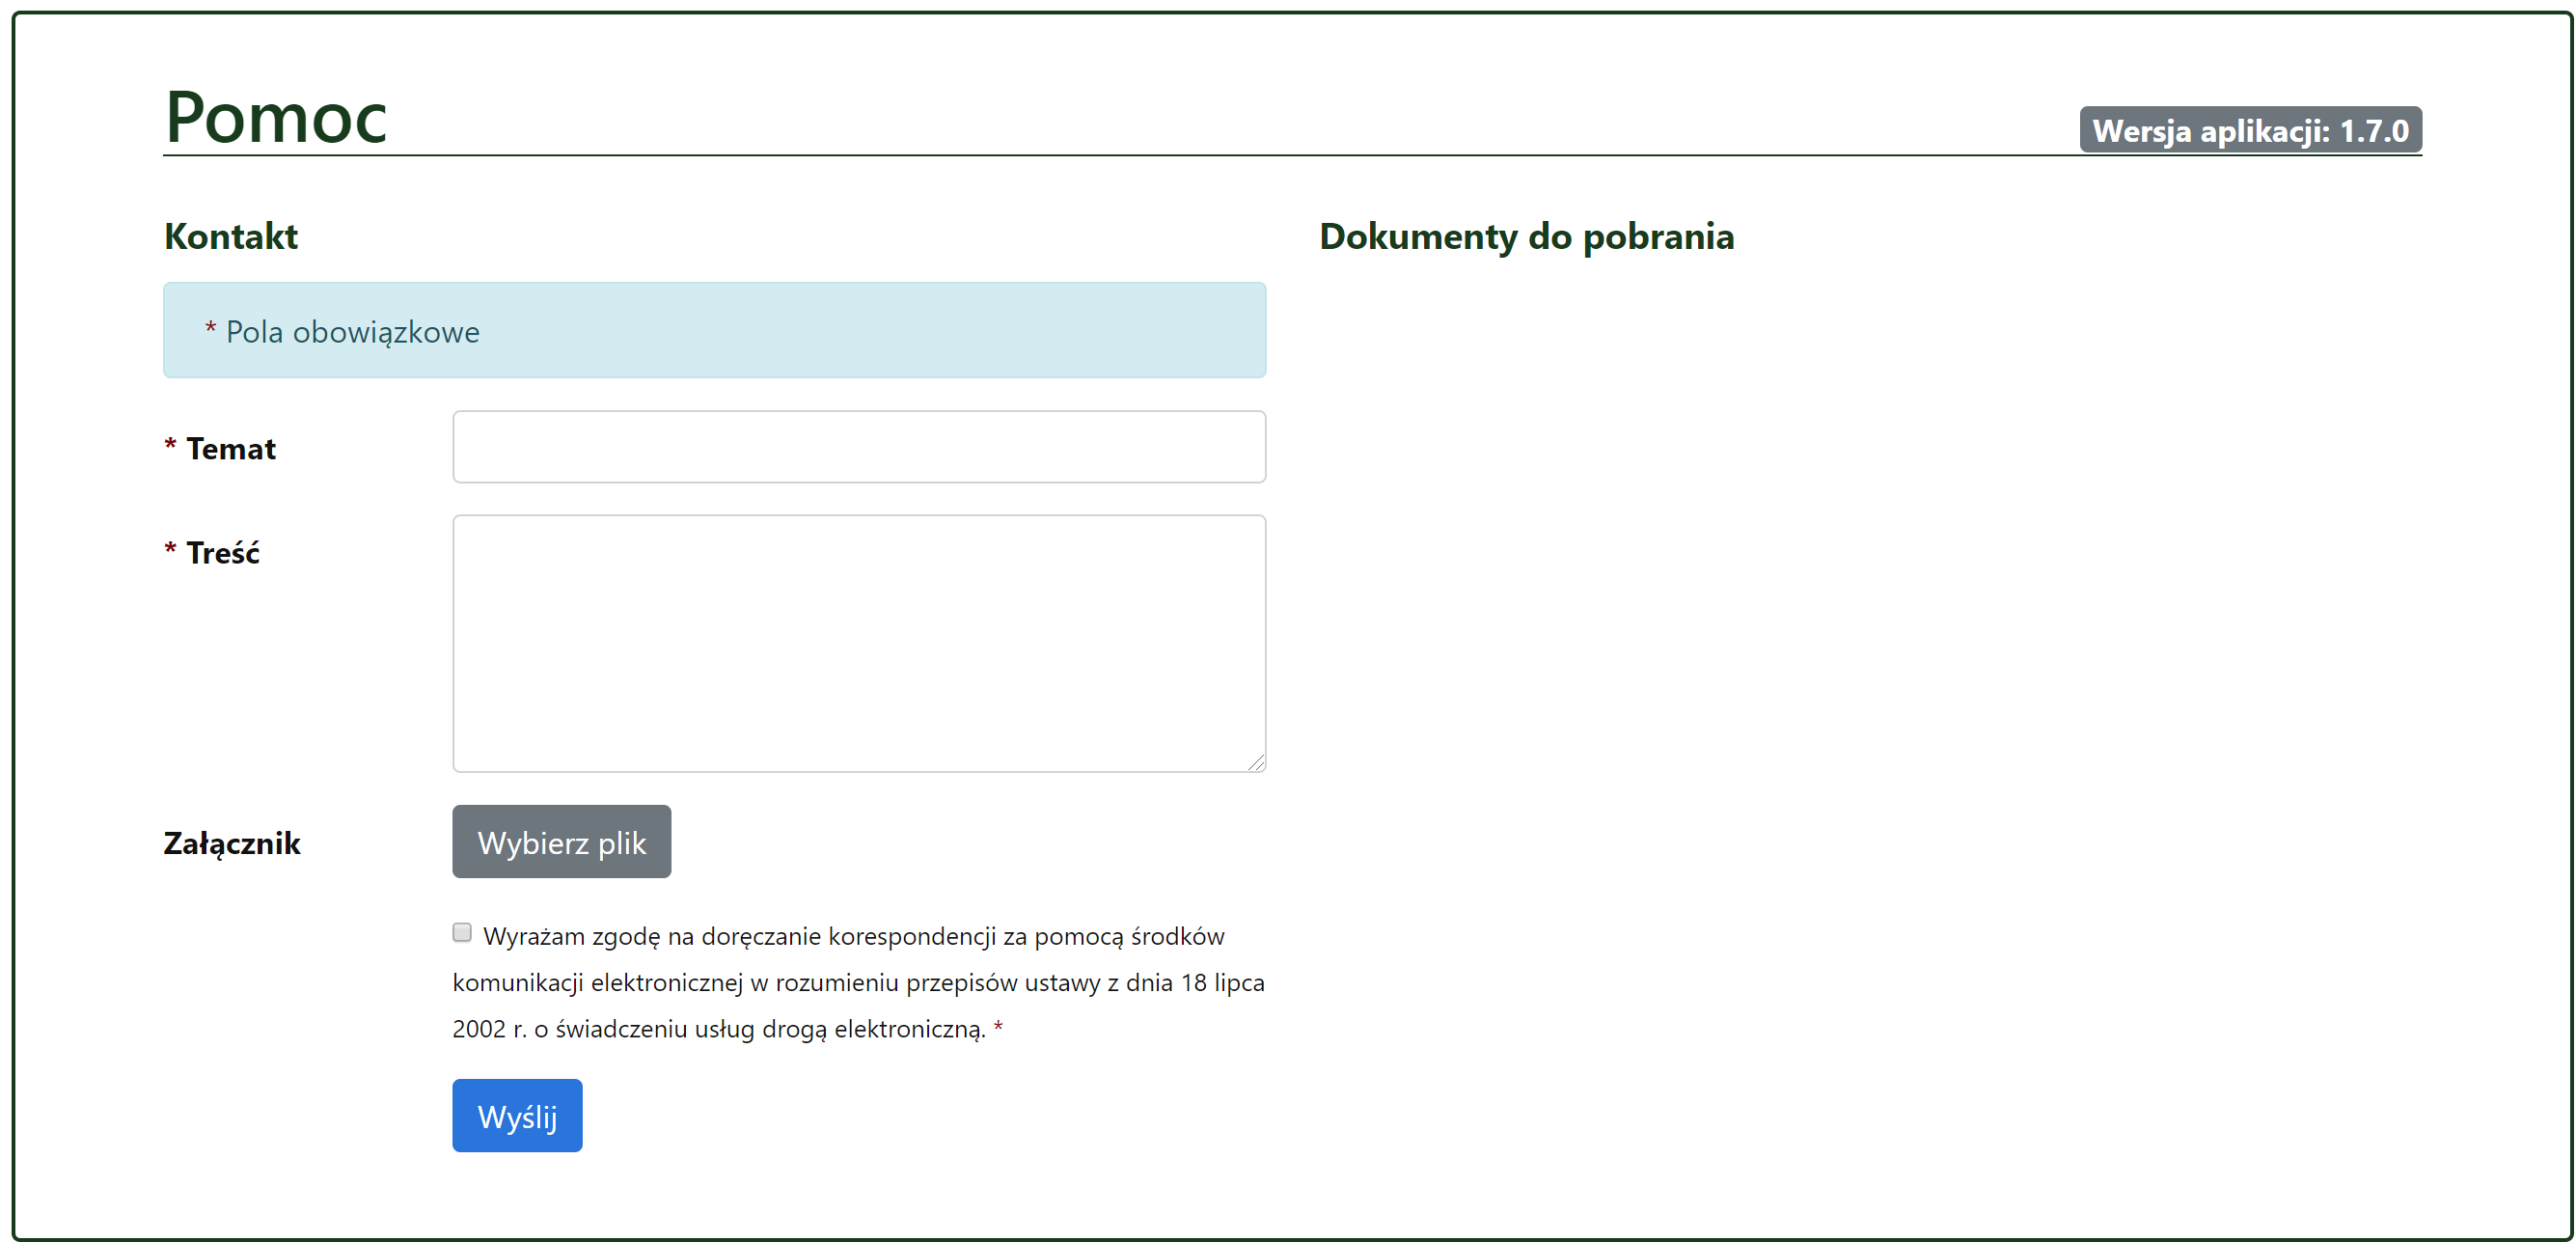 Pomoc
Wersja aplikacji: 1.7.0
Kontakt
* Pola obowiązkowe
* Temat
* Treść
Załącznik
Wybierz plik
Wyrażam zgodę na doręczanie korespondencji za pomocą środków
komunikacji elektronicznej w rozumieniu przepisów ustawy z dnia 18 lipca
2002 r. o świadczeniu usług drogą elektroniczną. *
Wyślij
Dokumenty do pobrania